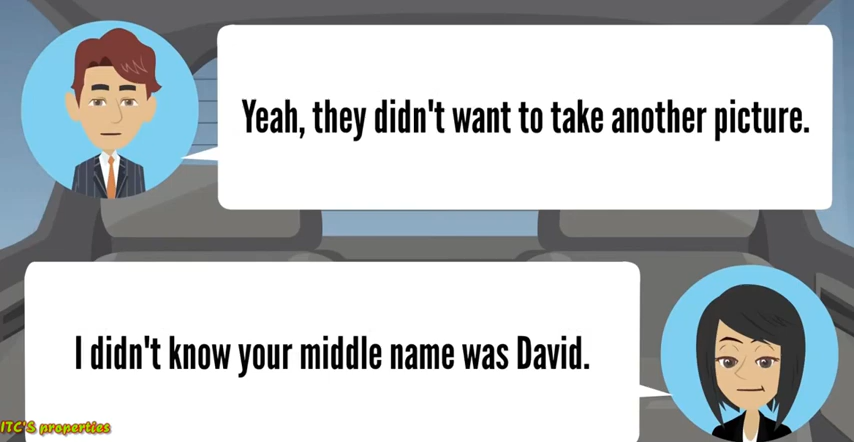 Yeah, they didn't want to take another picture.
I didn't know your middle name was David.
ITC'S properties